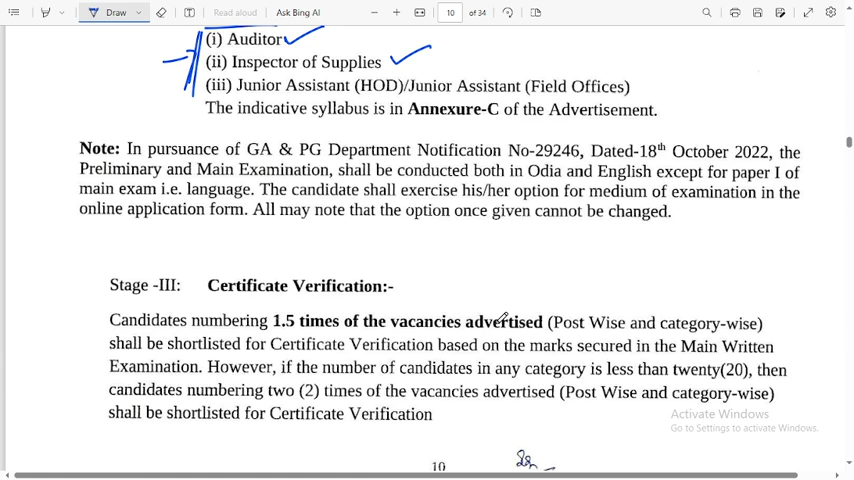 Draw
Read aloud
Ask Bing AI
10 of 34
(i) Auditor
(ii) Inspector of Supplies
(iii) Junior Assistant (HOD)/Junior Assistant (Field Offices)
The indicative syllabus is in Annexure-C of the Advertisement.
Note: In pursuance of GA & PG Department Notification No-29246, Dated-18th October 2022, the
Preliminary and Main Examination, shall be conducted both in Odia and English except for paper I of
main exam i.e. language. The candidate shall exercise his/her option for medium of examination in the
online application form. All may note that the option once given cannot be changed.
Stage -III: Certificate Verification:-
Candidates numbering 1.5 times of the vacancies advertised (Post Wise and category-wise)
shall be shortlisted for Certificate Verification based on the marks secured in the Main Written
Examination. However, if the number of candidates in any category is less than twenty(20), then
candidates numbering two (2) times of the vacancies advertised (Post Wise and category-wise)
shall be shortlisted for Certificate Verification
Activate Windows
Go to Settings to activate Windows.
10